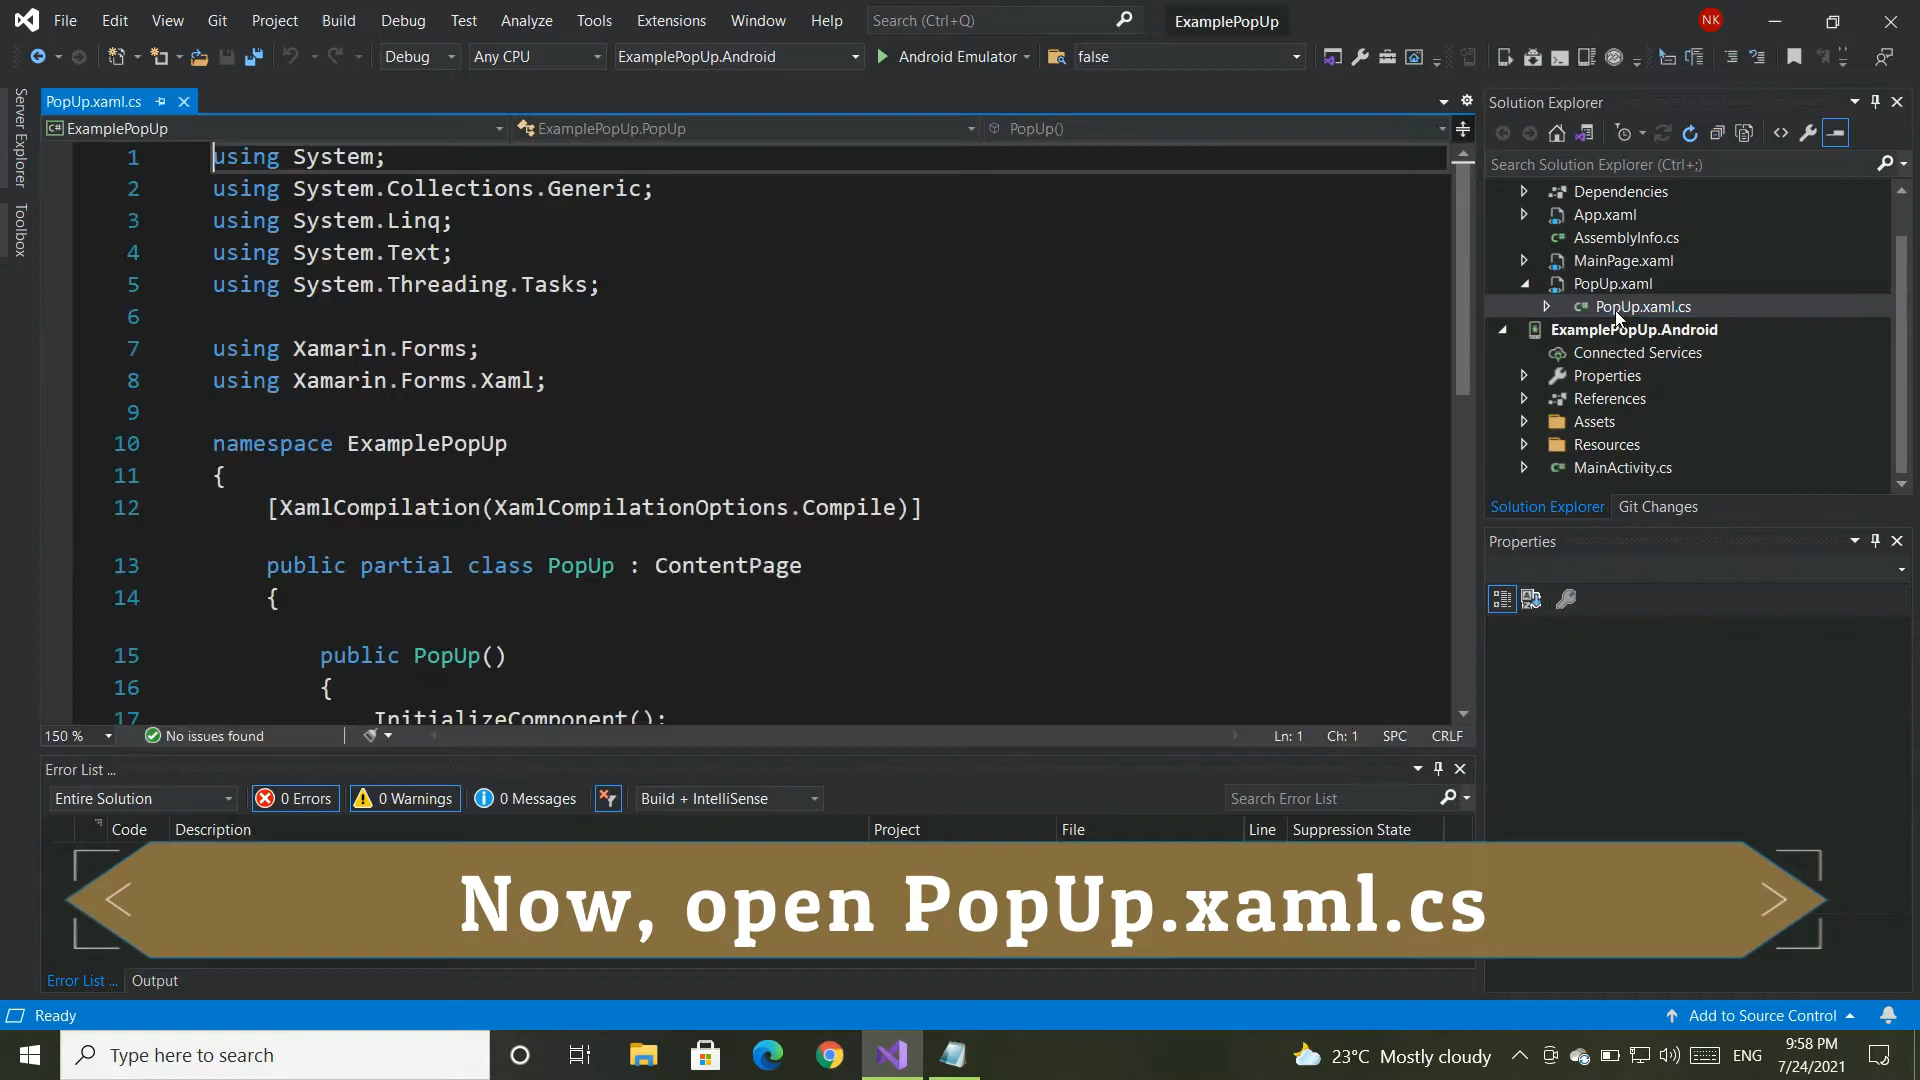 File Edit View Git Project Build Debug Test Analyze Tools Extensions Window Help Search (Ctrl+Q) ExamplePopUp NK
Debug Any CPU ExamplePopUp.Android Android Emulator false
Server Explorer
Toolbox
PopUp.xaml.cs
ExamplePopUp ExamplePopUp.PopUp PopUp()
1 using System;
2 using System.Collections.Generic;
3 using System.Linq;
4 using System.Text;
5 using System.Threading.Tasks;
6
7 using Xamarin.Forms;
8 using Xamarin.Forms.Xaml;
9
10 namespace ExamplePopUp
11 {
12 [XamlCompilation(XamlCompilationOptions.Compile)]
13 public partial class PopUp : ContentPage
14 {
15 public PopUp()
16 {
17 InitializeComponent();
150 % No issues found Ln: 1 Ch: 1 SPC CRLF
Solution Explorer
Search Solution Explorer (Ctrl+;)
Dependencies
App.xaml
AssemblyInfo.cs
MainPage.xaml
PopUp.xaml
PopUp.xaml.cs
ExamplePopUp.Android
Connected Services
Properties
References
Assets
Resources
MainActivity.cs
Solution Explorer Git Changes
Properties
Error List ...
Entire Solution 0 Errors 0 Warnings 0 Messages Build + IntelliSense Search Error List
Code Description Project File Line Suppression State
Now, open PopUp.xaml.cs
Error List ... Output
Ready Add to Source Control
Type here to search 23°C Mostly cloudy ENG 9:58 PM
7/24/2021